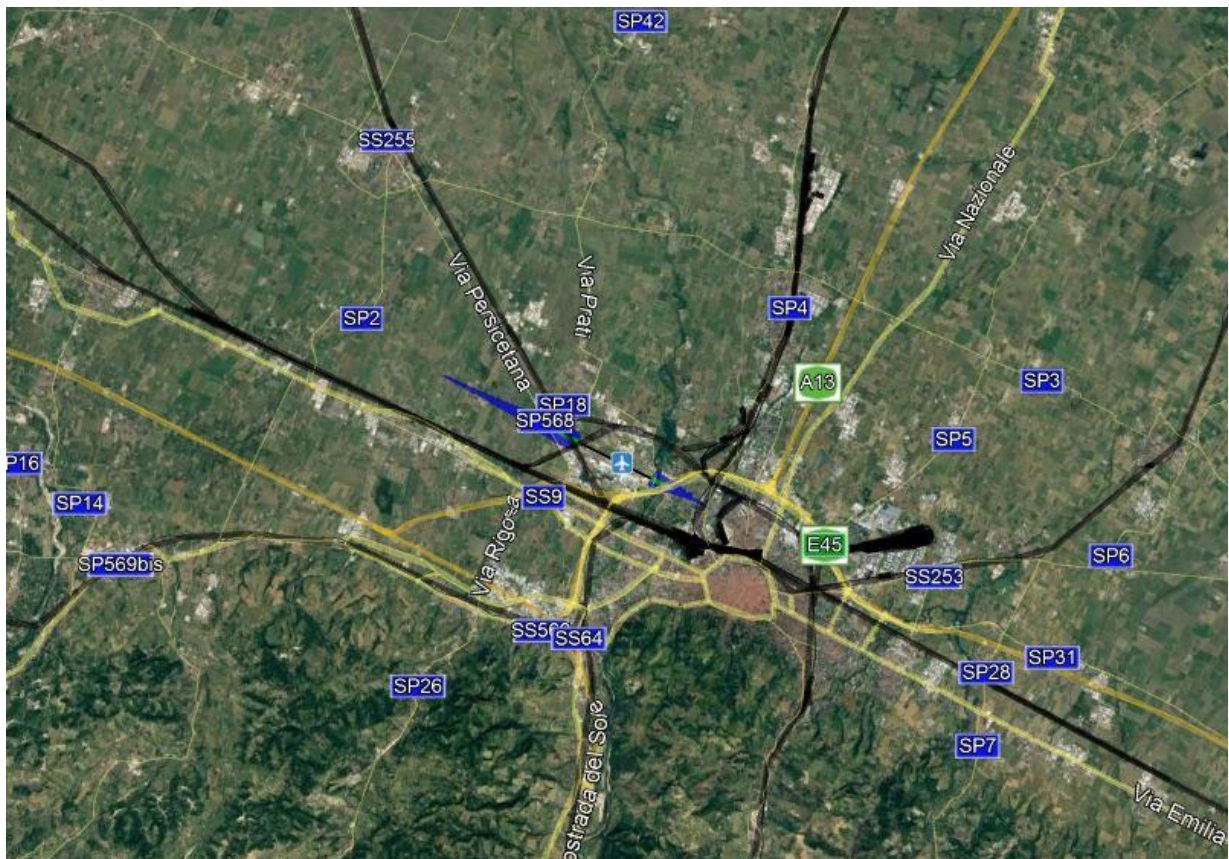 SP42
SS255
Via Nazionale
Via Persicetana
Via Prati
SP2
SP4
A13
SP3
SP18
SP568
SP5
SP16
SP14
SS9
Via Rigosa
E45
SP569bis
SS253
SP6
SS64
SP31
SP28
SP26
SP7
ostrada del Sole
Via Emilia